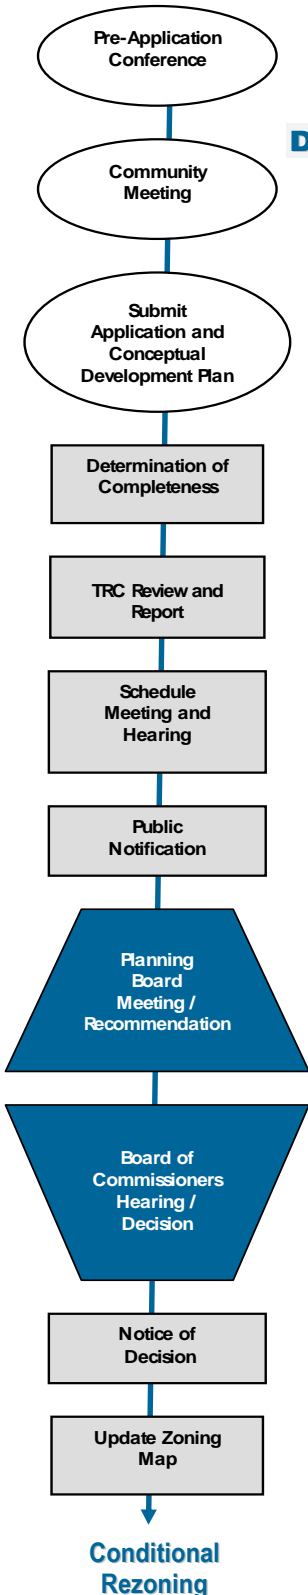 Pre-Application
Conference
D
Community
Meeting
Submit
Application and
Conceptual
Development Plan
Determination of
Completeness
TRC Review and
Report
Schedule
Meeting and
Hearing
Public
Notification
Planning
Board
Meeting /
Recommendation
Board of
Commissioners
Hearing /
Decision
Notice of
Decision
Update Zoning
Map
Conditional
Rezoning